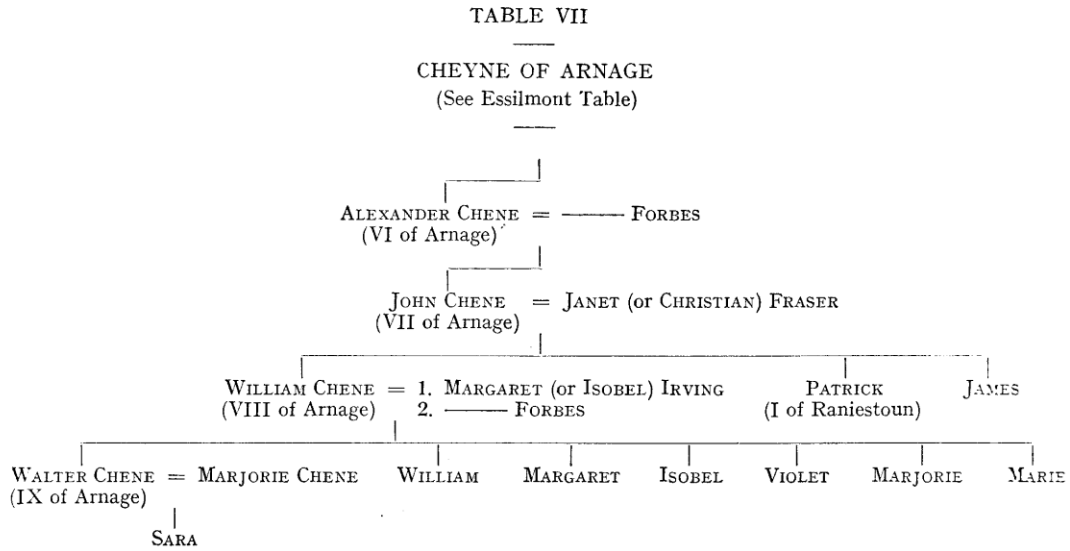 TABLE VII
CHEYNE OF ARNAGE
(See Essilmont Table)
ALEXANDER CHENE = ——— FORBES
(VI of Arnage)
JOHN CHENE = JANET (or CHRISTIAN) FRASER
(VII of Arnage)
WILLIAM CHENE = 1. MARGARET (or ISOBEL) IRVING PATRICK JAMES
(VIII of Arnage) 2. ——— FORBES (I of Raniestoun)
WALTER CHENE = MARJORIE CHENE WILLIAM MARGARET ISOBEL VIOLET MARJORIE MARIE
(IX of Arnage)
SARA